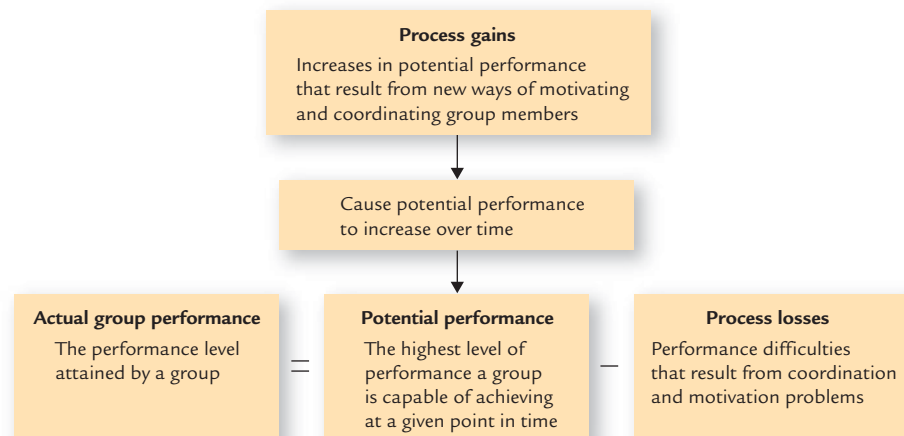 Process gains
Increases in potential performance
that result from new ways of motivating
and coordinating group members
Cause potential performance
to increase over time
Actual group performance
The performance level
attained by a group
=
Potential performance
The highest level of
performance a group
is capable of achieving
at a given point in time
–
Process losses
Performance difficulties
that result from coordination
and motivation problems